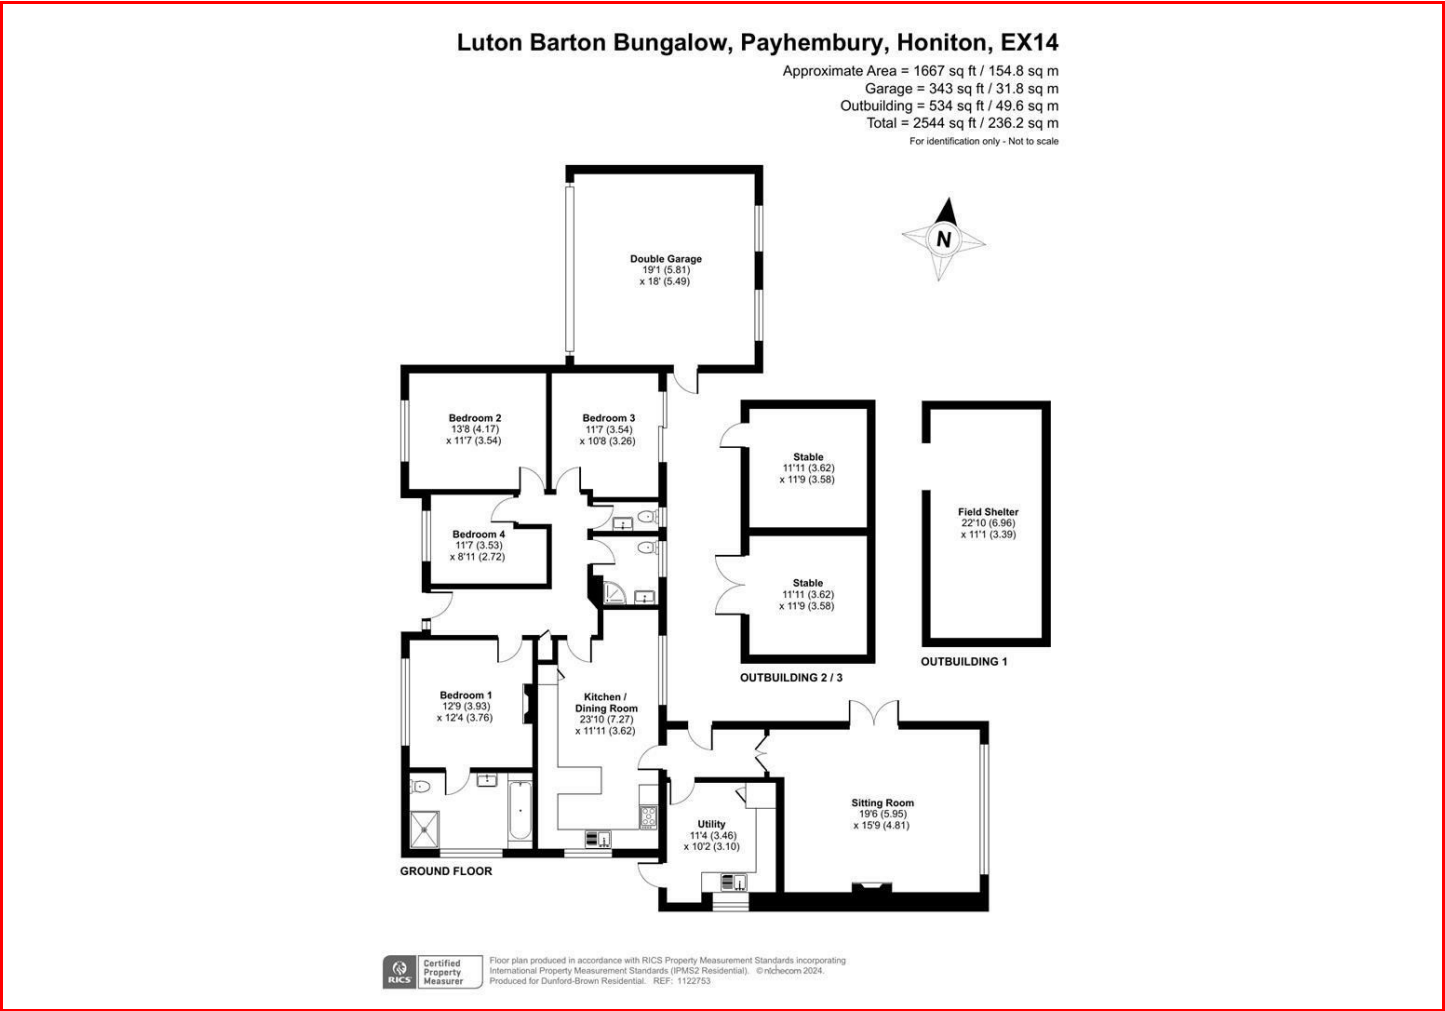 Luton Barton Bungalow, Payhembury, Honiton, EX14
Approximate Area = 1667 sq ft / 154.8 sq m
Garage = 343 sq ft / 31.8 sq m
Outbuilding = 534 sq ft / 49.6 sq m
Total = 2544 sq ft / 236.2 sq m
For identification only - Not to scale
N
Double Garage
19'1 (5.81)
x 18' (5.49)
Bedroom 2
13'8 (4.17)
x 11'7 (3.54)
Bedroom 3
11'7 (3.54)
x 10'8 (3.26)
Stable
11'11 (3.62)
x 11'9 (3.58)
Field Shelter
22'10 (6.96)
x 11'1 (3.39)
Bedroom 4
11'7 (3.53)
x 8'11 (2.72)
Stable
11'11 (3.62)
x 11'9 (3.58)
OUTBUILDING 1
OUTBUILDING 2 / 3
Bedroom 1
12'9 (3.93)
x 12'4 (3.76)
Kitchen /
Dining Room
23'10 (7.27)
x 11'11 (3.62)
Sitting Room
19'6 (5.95)
x 15'9 (4.81)
Utility
11'4 (3.46)
x 10'2 (3.10)
GROUND FLOOR
RICS
Certified
Property
Measurer
Floor plan produced in accordance with RICS Property Measurement Standards incorporating
International Property Measurement Standards (IPMS2 Residential). © nichecom 2024.
Produced for Dunford-Brown Residential. REF: 1122753